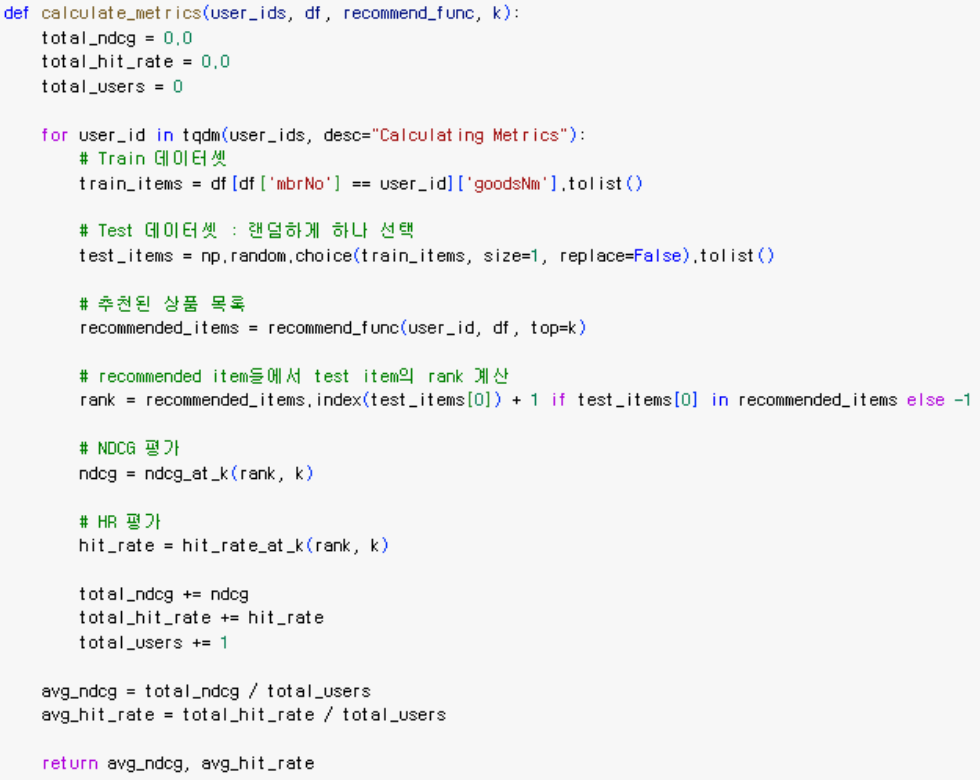 def calculate_metrics(user_ids, df, recommend_func, k):
    total_ndcg = 0.0
    total_hit_rate = 0.0
    total_users = 0

    for user_id in tqdm(user_ids, desc="Calculating Metrics"):
        # Train 데이터셋
        train_items = df[df['mbrNo'] == user_id]['goodsNm'].tolist()

        # Test 데이터셋 : 랜덤하게 하나 선택
        test_items = np.random.choice(train_items, size=1, replace=False).tolist()

        # 추천된 상품 목록
        recommended_items = recommend_func(user_id, df, top=k)

        # recommended item들에서 test item의 rank 계산
        rank = recommended_items.index(test_items[0]) + 1 if test_items[0] in recommended_items else -1

        # NDCG 평가
        ndcg = ndcg_at_k(rank, k)

        # HR 평가
        hit_rate = hit_rate_at_k(rank, k)

        total_ndcg += ndcg
        total_hit_rate += hit_rate
        total_users += 1

    avg_ndcg = total_ndcg / total_users
    avg_hit_rate = total_hit_rate / total_users

    return avg_ndcg, avg_hit_rate